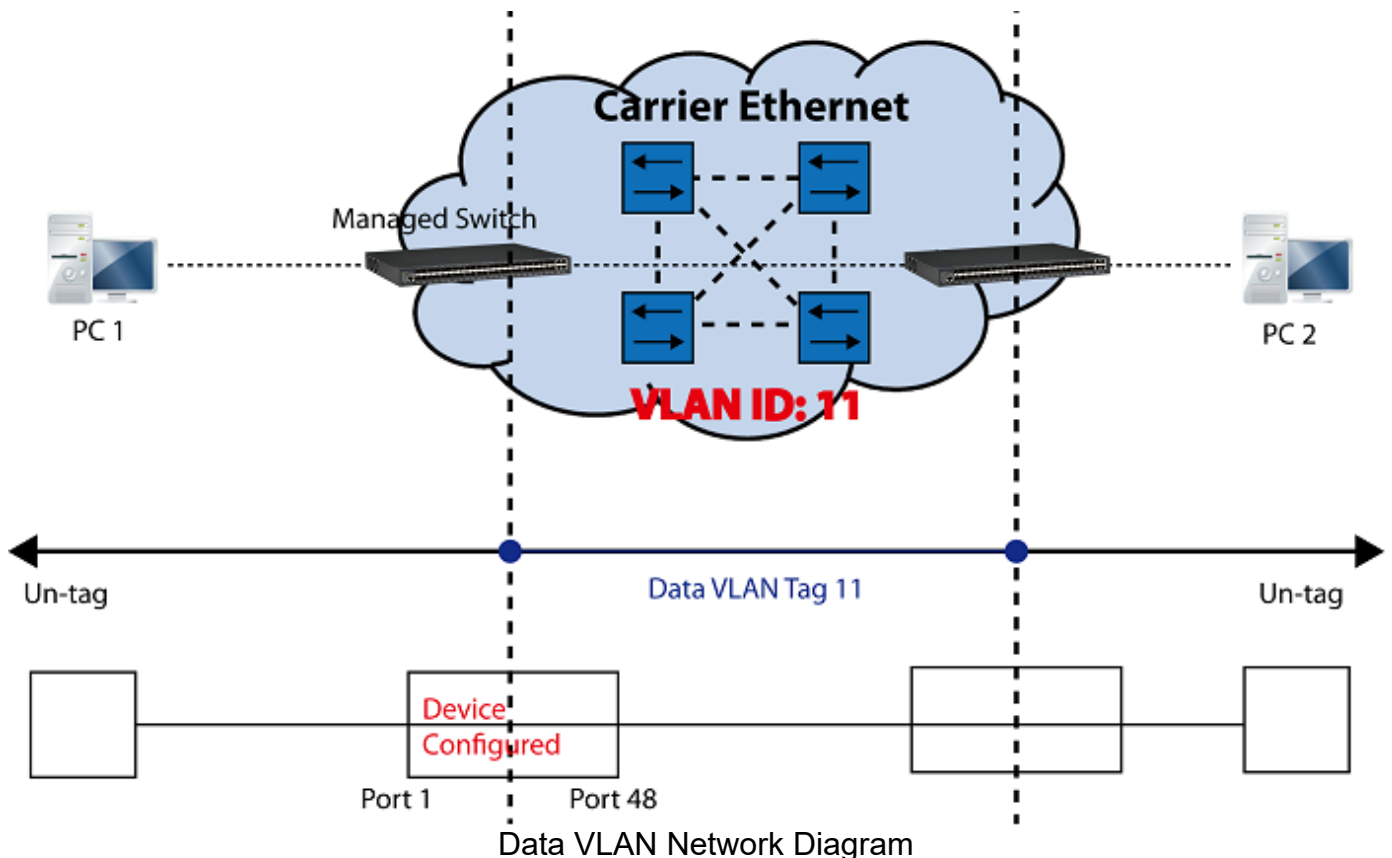 Carrier Ethernet
Managed Switch
PC 1
PC 2
VLAN ID: 11
Un-tag
Data VLAN Tag 11
Un-tag
Device
Configured
Port 1
Port 48
Data VLAN Network Diagram